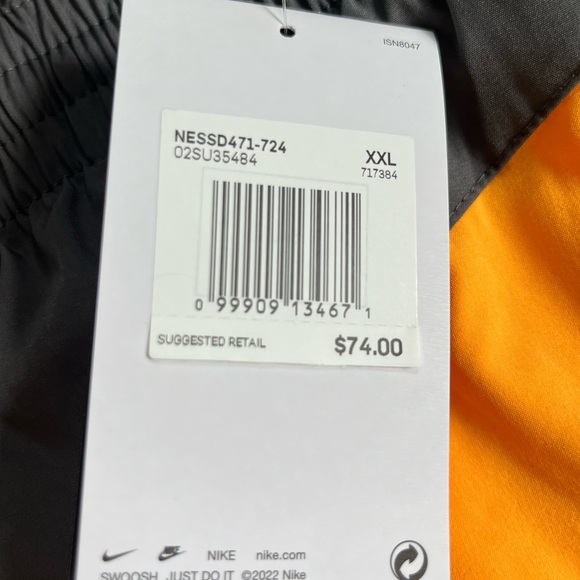 ISN8047
NESSD471-724
02SU35484
XXL
717384
0 99909 13467 1
SUGGESTED RETAIL
$74.00
NIKE nike.com
SWOOSH JUST DO IT ©2022 Nike